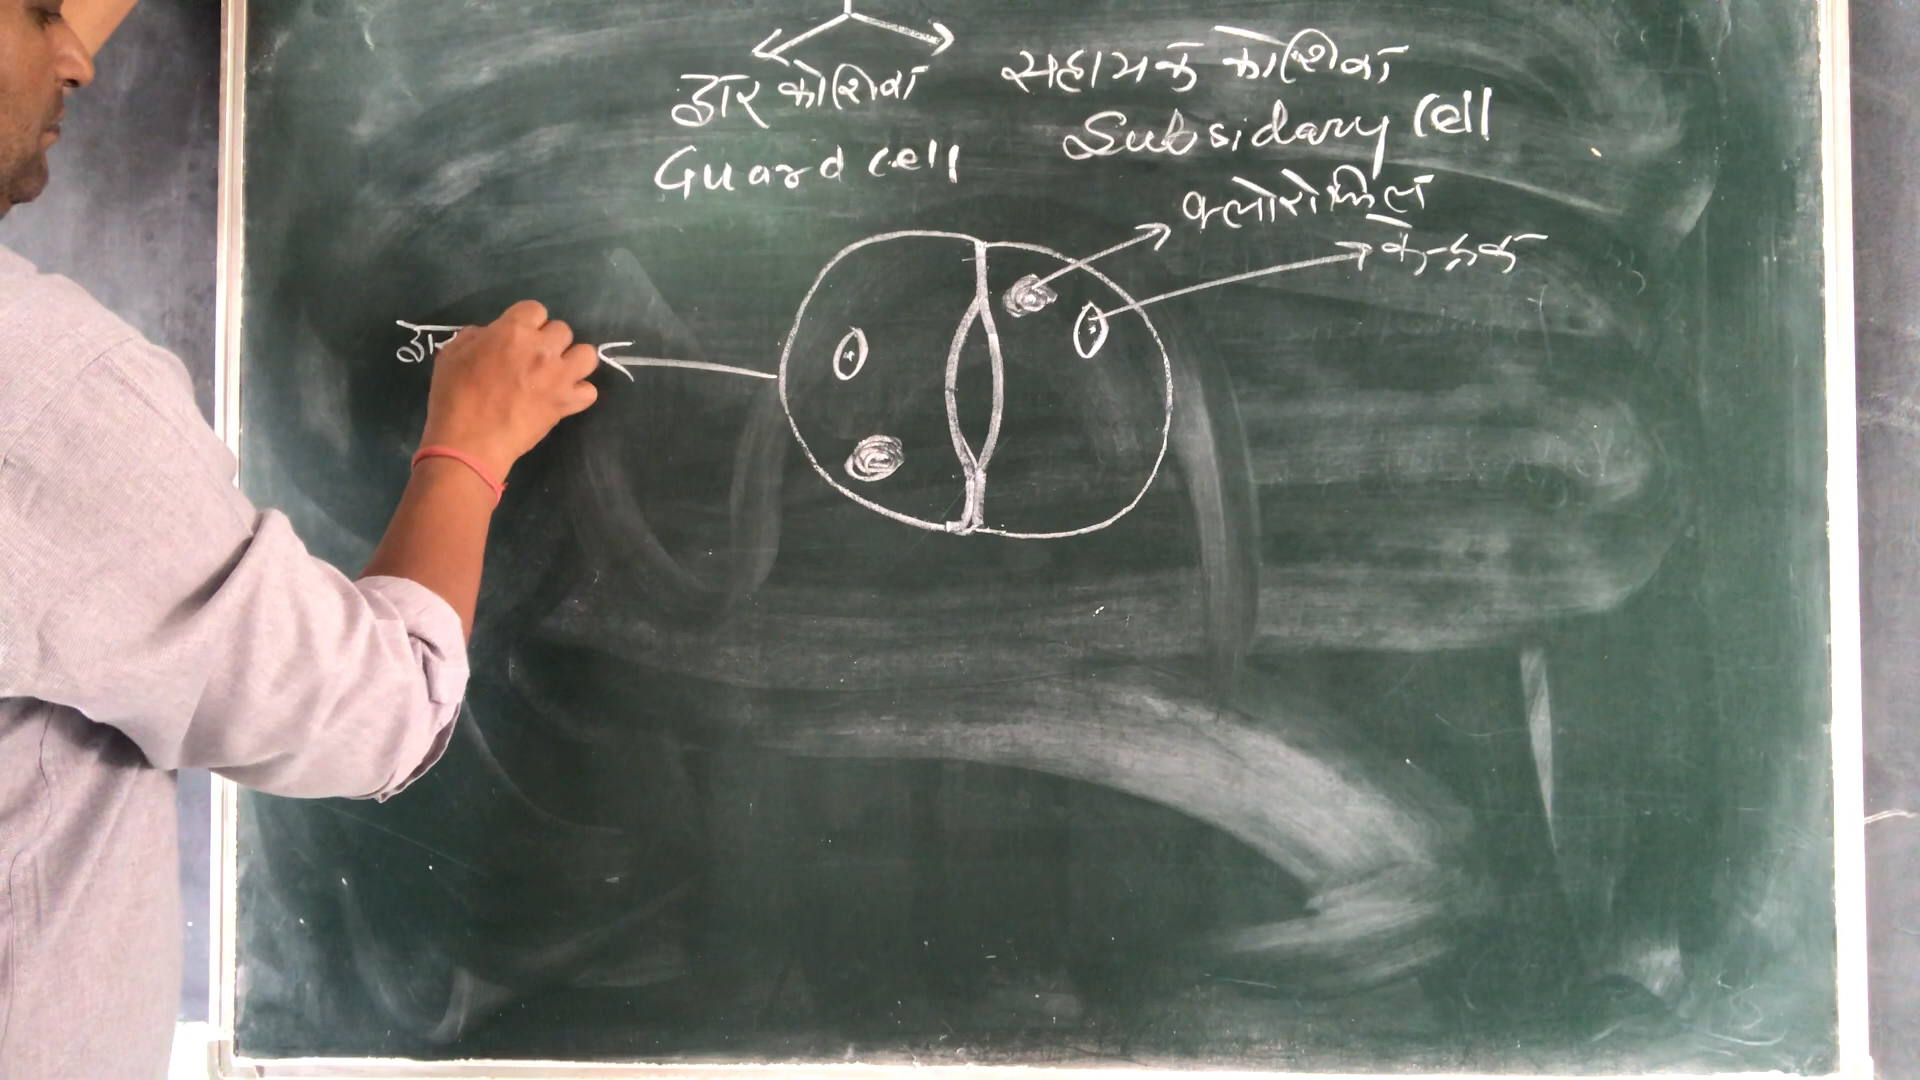 द्वार कोशिका सहायक कोशिका
Guard cell Subsidary Cell
क्लोरोफिल
केन्द्रक
द्वार